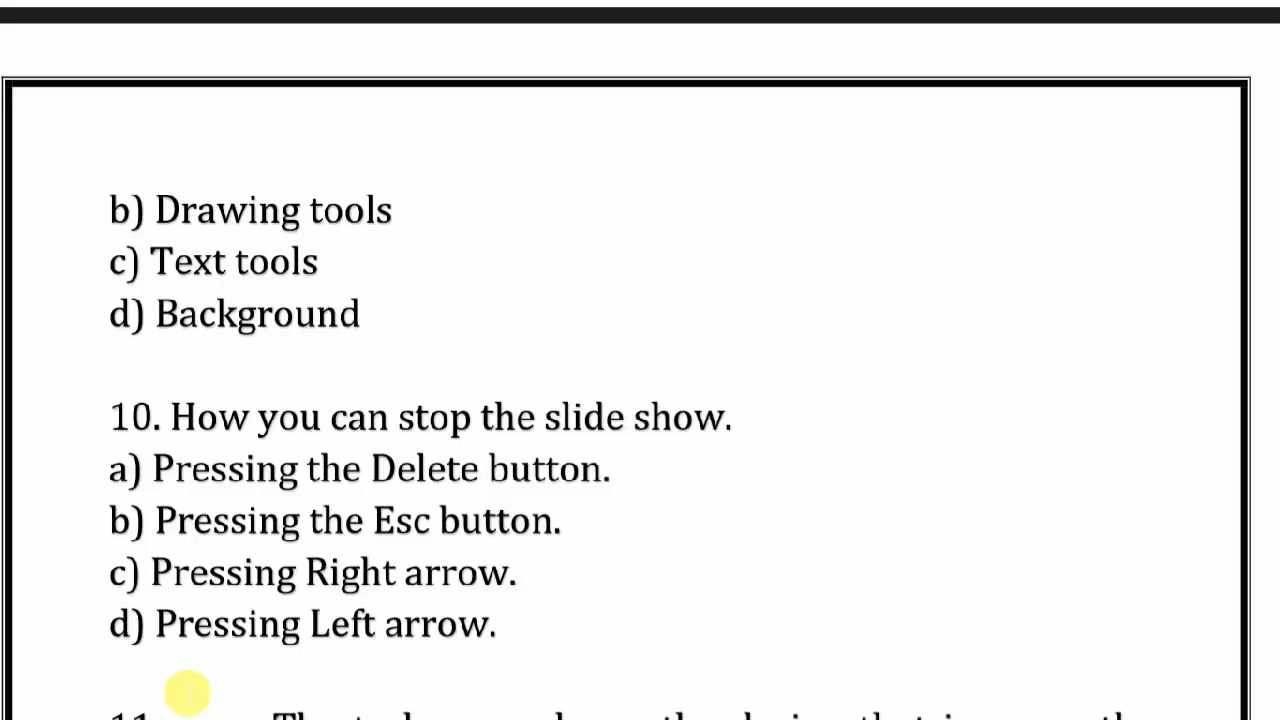 b) Drawing tools
c) Text tools
d) Background
10. How you can stop the slide show.
a) Pressing the Delete button.
b) Pressing the Esc button.
c) Pressing Right arrow.
d) Pressing Left arrow.